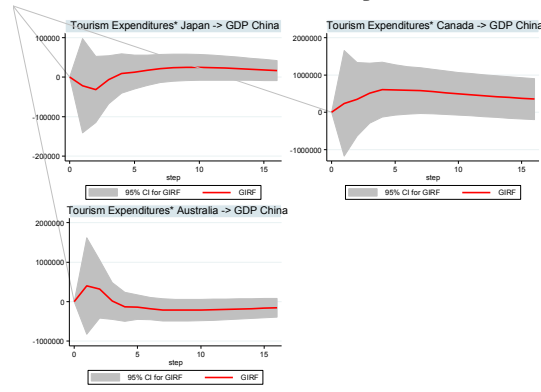 Tourism Expenditures* Japan -> GDP China
100000
0
-100000
-200000
0 5 10 15
step
95% CI for GIRF GIRF
Tourism Expenditures* Canada -> GDP China
2000000
1000000
0
-1000000
0 5 10 15
step
95% CI for GIRF GIRF
Tourism Expenditures* Australia -> GDP China
2000000
1000000
0
-1000000
0 5 10 15
step
95% CI for GIRF GIRF